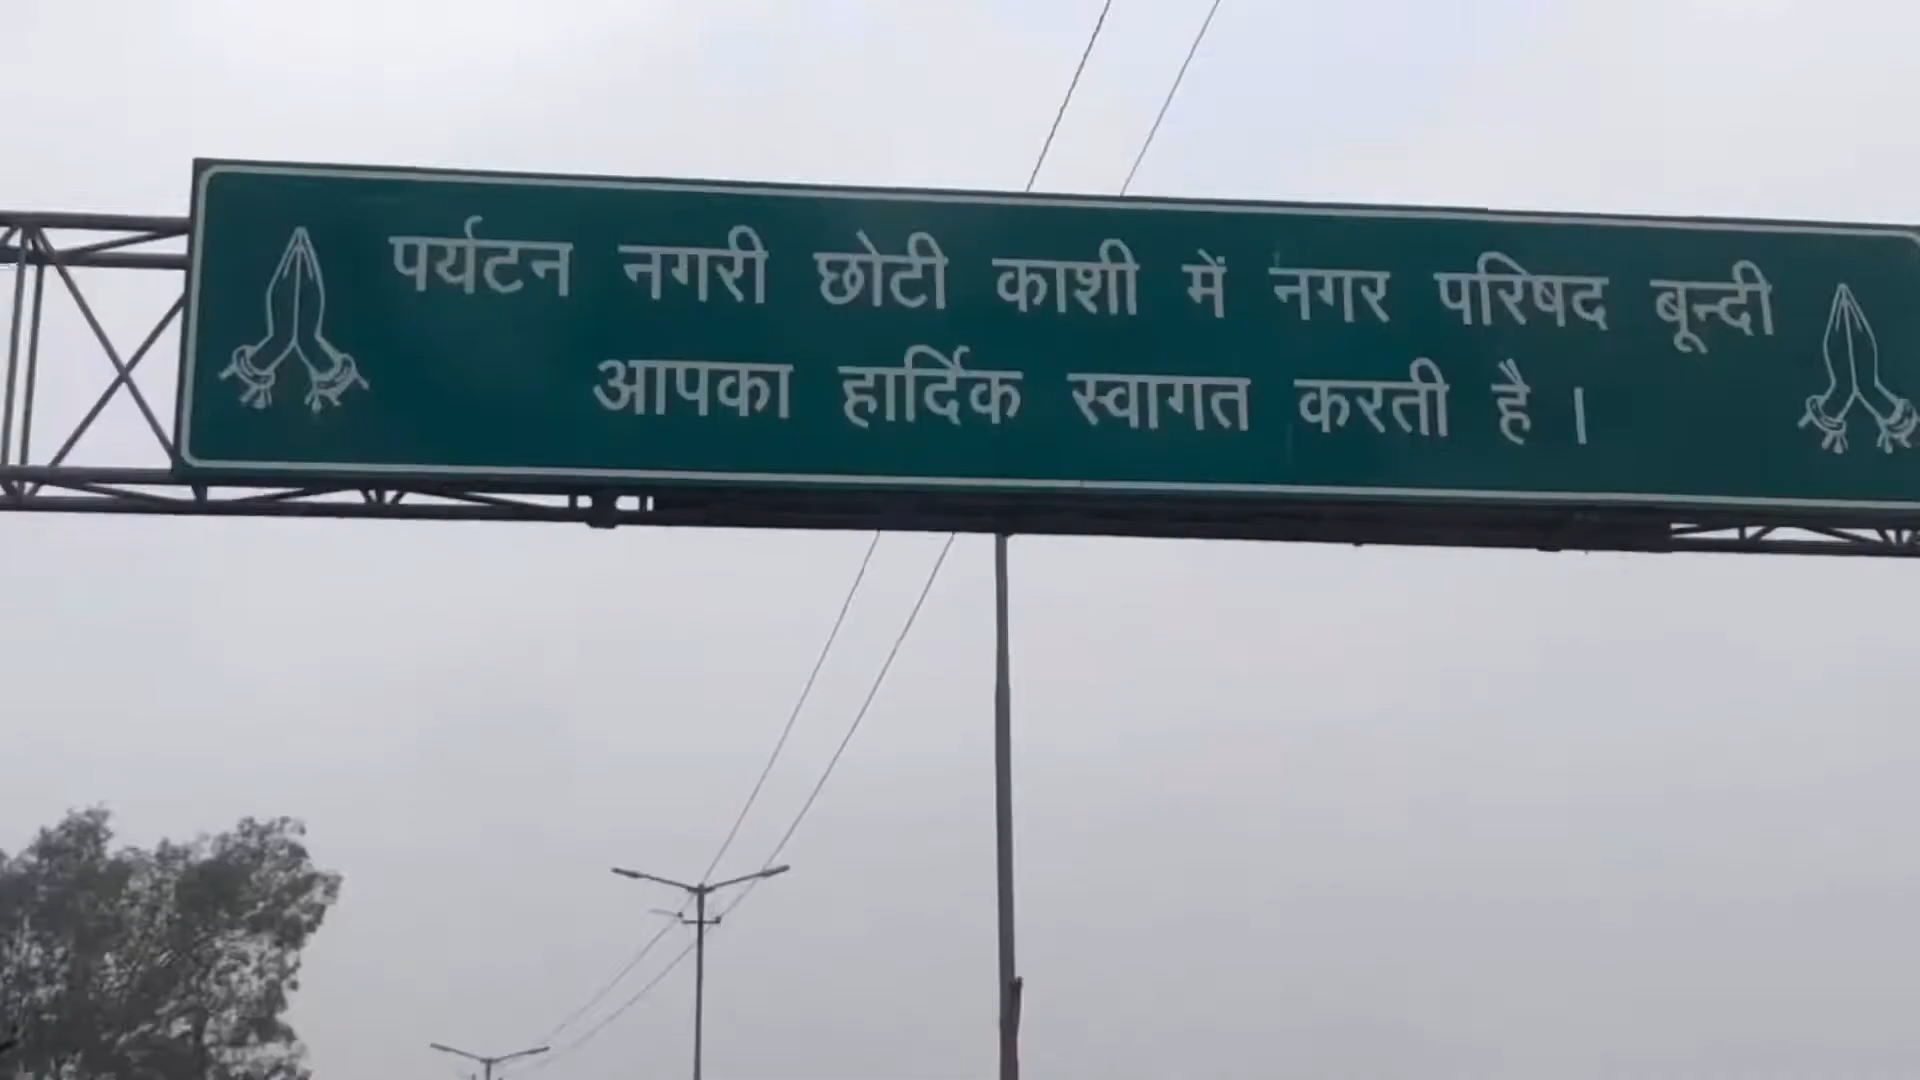 पर्यटन नगरी छोटी काशी में नगर परिषद बून्दी
आपका हार्दिक स्वागत करती है ।